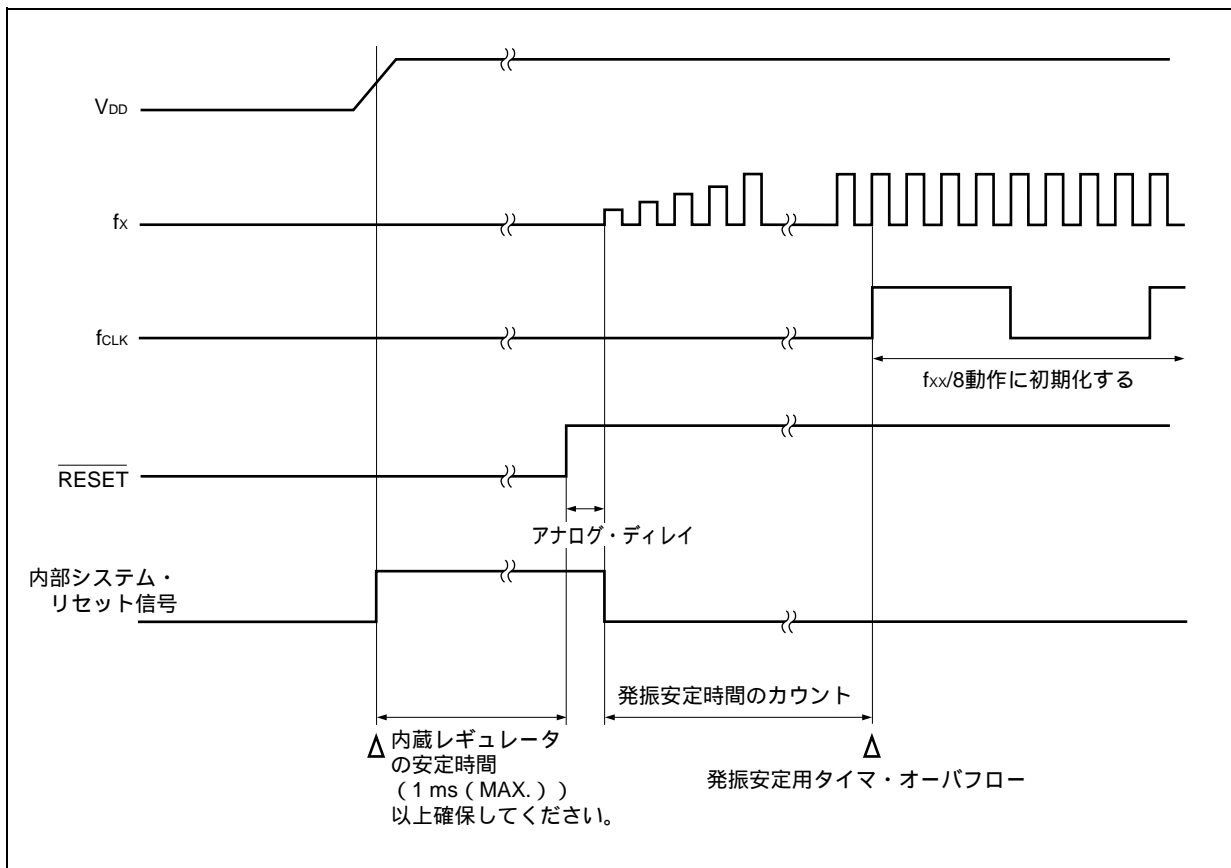 VDD
fX
fCLK
fXX/8動作に初期化する
RESET
アナログ・ディレイ
内部システム・
リセット信号
発振安定時間のカウント
内蔵レギュレータ
の安定時間
（1 ms（MAX.））
以上確保してください。
発振安定用タイマ・オーバフロー